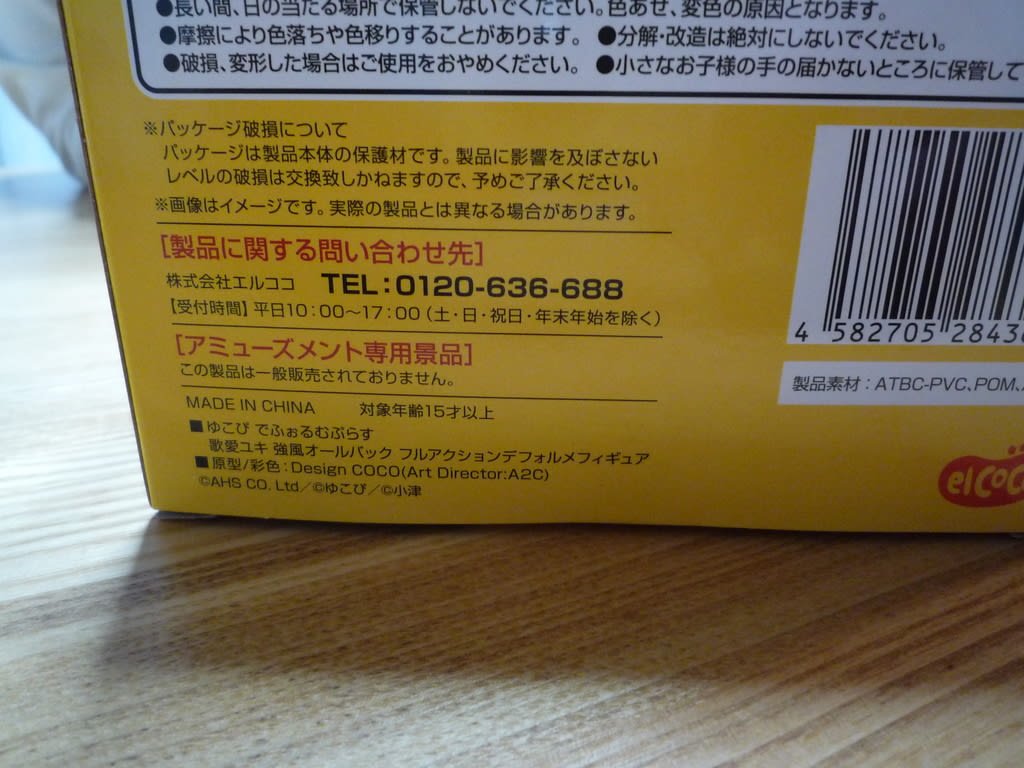 ●長い間、日の当たる場所で保管しないでください。色あせ、変色の原因となります。
●摩擦により色落ちや色移りすることがあります。 ●分解・改造は絶対にしないでください。
●破損、変形した場合はご使用をおやめください。 ●小さなお子様の手の届かないところに保管して
※パッケージ破損について
パッケージは製品本体の保護材です。製品に影響を及ぼさない
レベルの破損は交換致しかねますので、予めご了承ください。
※画像はイメージです。実際の製品とは異なる場合があります。
[製品に関する問い合わせ先]
株式会社エルココ TEL:0120-636-688
【受付時間】平日10:00~17:00(土・日・祝日・年末年始を除く)
[アミューズメント専用景品]
この製品は一般販売されておりません。
MADE IN CHINA 対象年齢15才以上
■ゆこぴ でふぉるむぷらす
歌愛ユキ 強風オールバック フルアクションデフォルメフィギュア
■原型/彩色:Design COCO(Art Director:A2C)
©AHS CO. Ltd/©ゆこぴ/©小津
4 582705 2843
製品素材:ATBC-PVC、POM、
elCoC